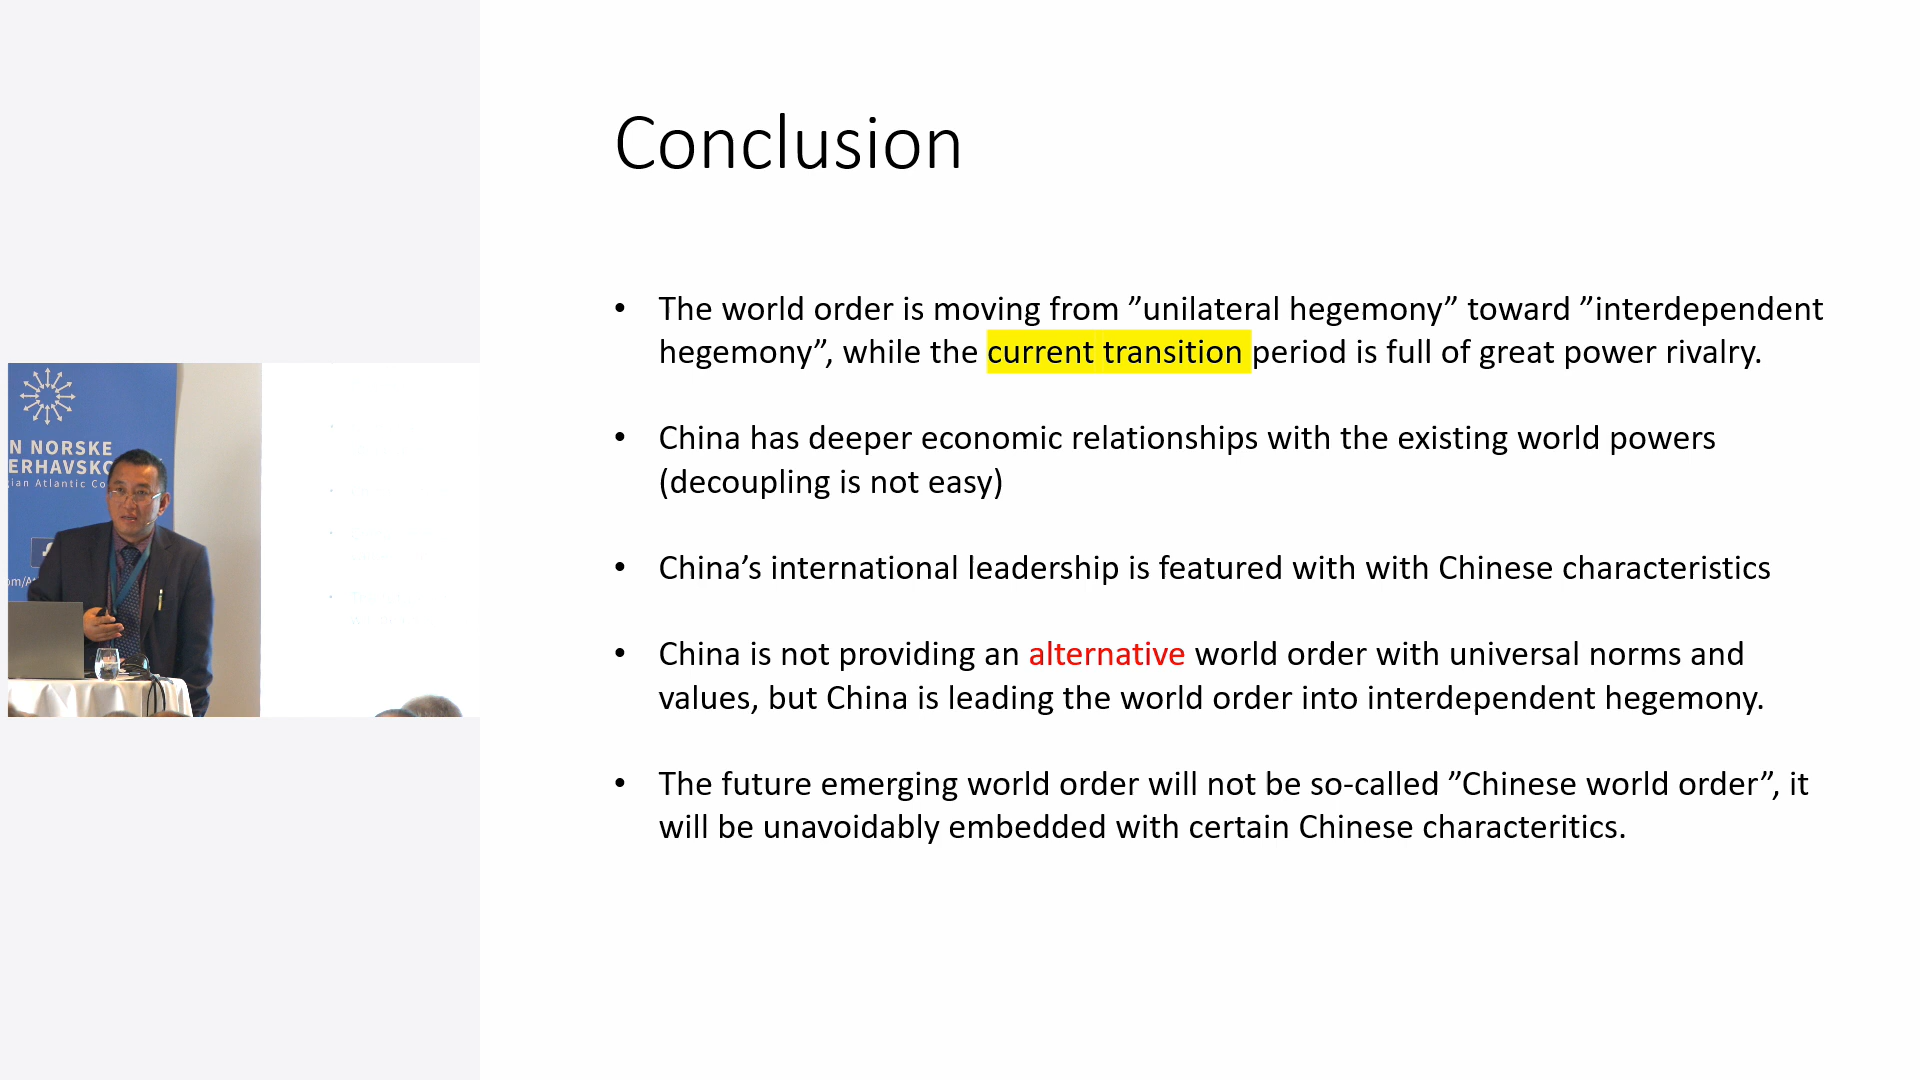 Conclusion
• The world order is moving from ”unilateral hegemony” toward ”interdependent
hegemony”, while the current transition period is full of great power rivalry.
• China has deeper economic relationships with the existing world powers
(decoupling is not easy)
• China’s international leadership is featured with with Chinese characteristics
• China is not providing an alternative world order with universal norms and
values, but China is leading the world order into interdependent hegemony.
• The future emerging world order will not be so-called ”Chinese world order”, it
will be unavoidably embedded with certain Chinese characteritics.
N NORSKE
ERHAVSKO
gian Atlantic Co